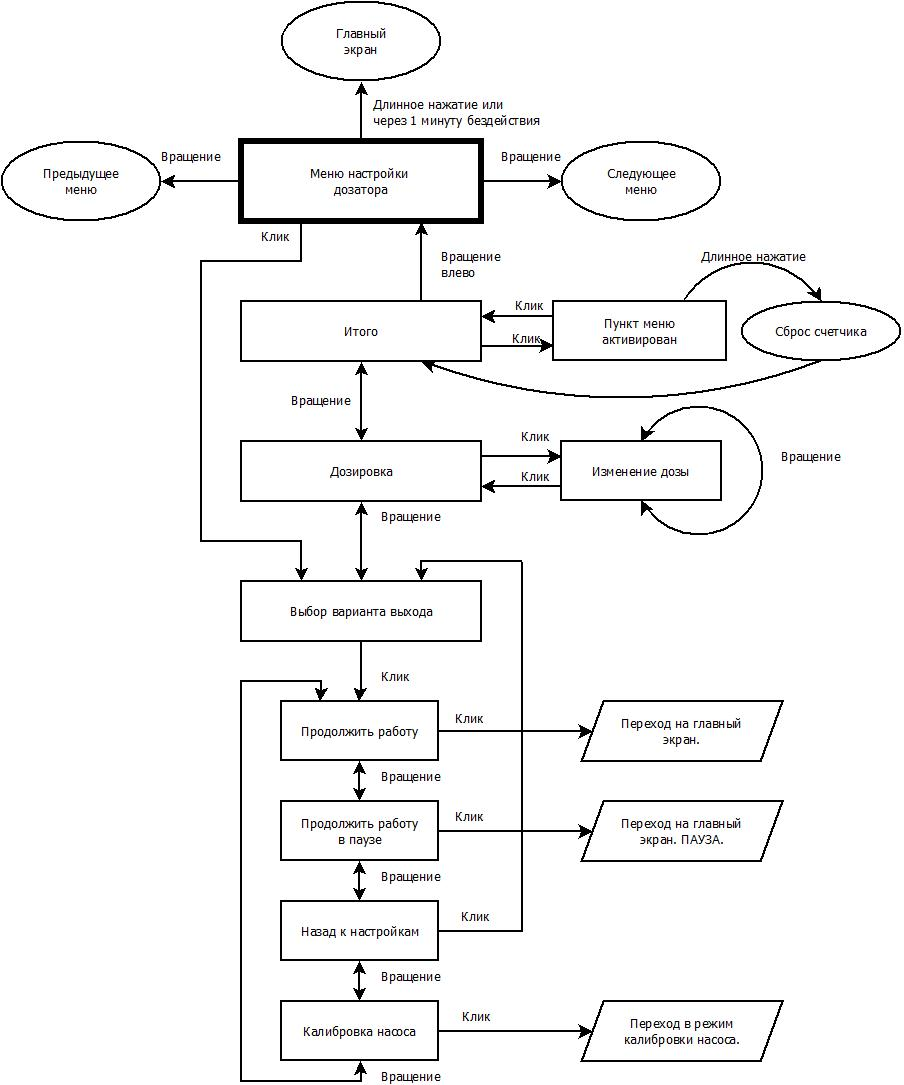 Главный
экран
Длинное нажатие или
через 1 минуту бездействия
Предыдущее
меню
Вращение
Меню настройки
дозатора
Вращение
Следующее
меню
Клик
Вращение
влево
Длинное нажатие
Итого
Клик
Клик
Пункт меню
активирован
Сброс счетчика
Вращение
Дозировка
Клик
Клик
Изменение дозы
Вращение
Вращение
Выбор варианта выхода
Клик
Продолжить работу
Клик
Переход на главный
экран.
Вращение
Продолжить работу
в паузе
Клик
Переход на главный
экран. ПАУЗА.
Вращение
Назад к настройкам
Клик
Вращение
Калибровка насоса
Клик
Переход в режим
калибровки насоса.
Вращение